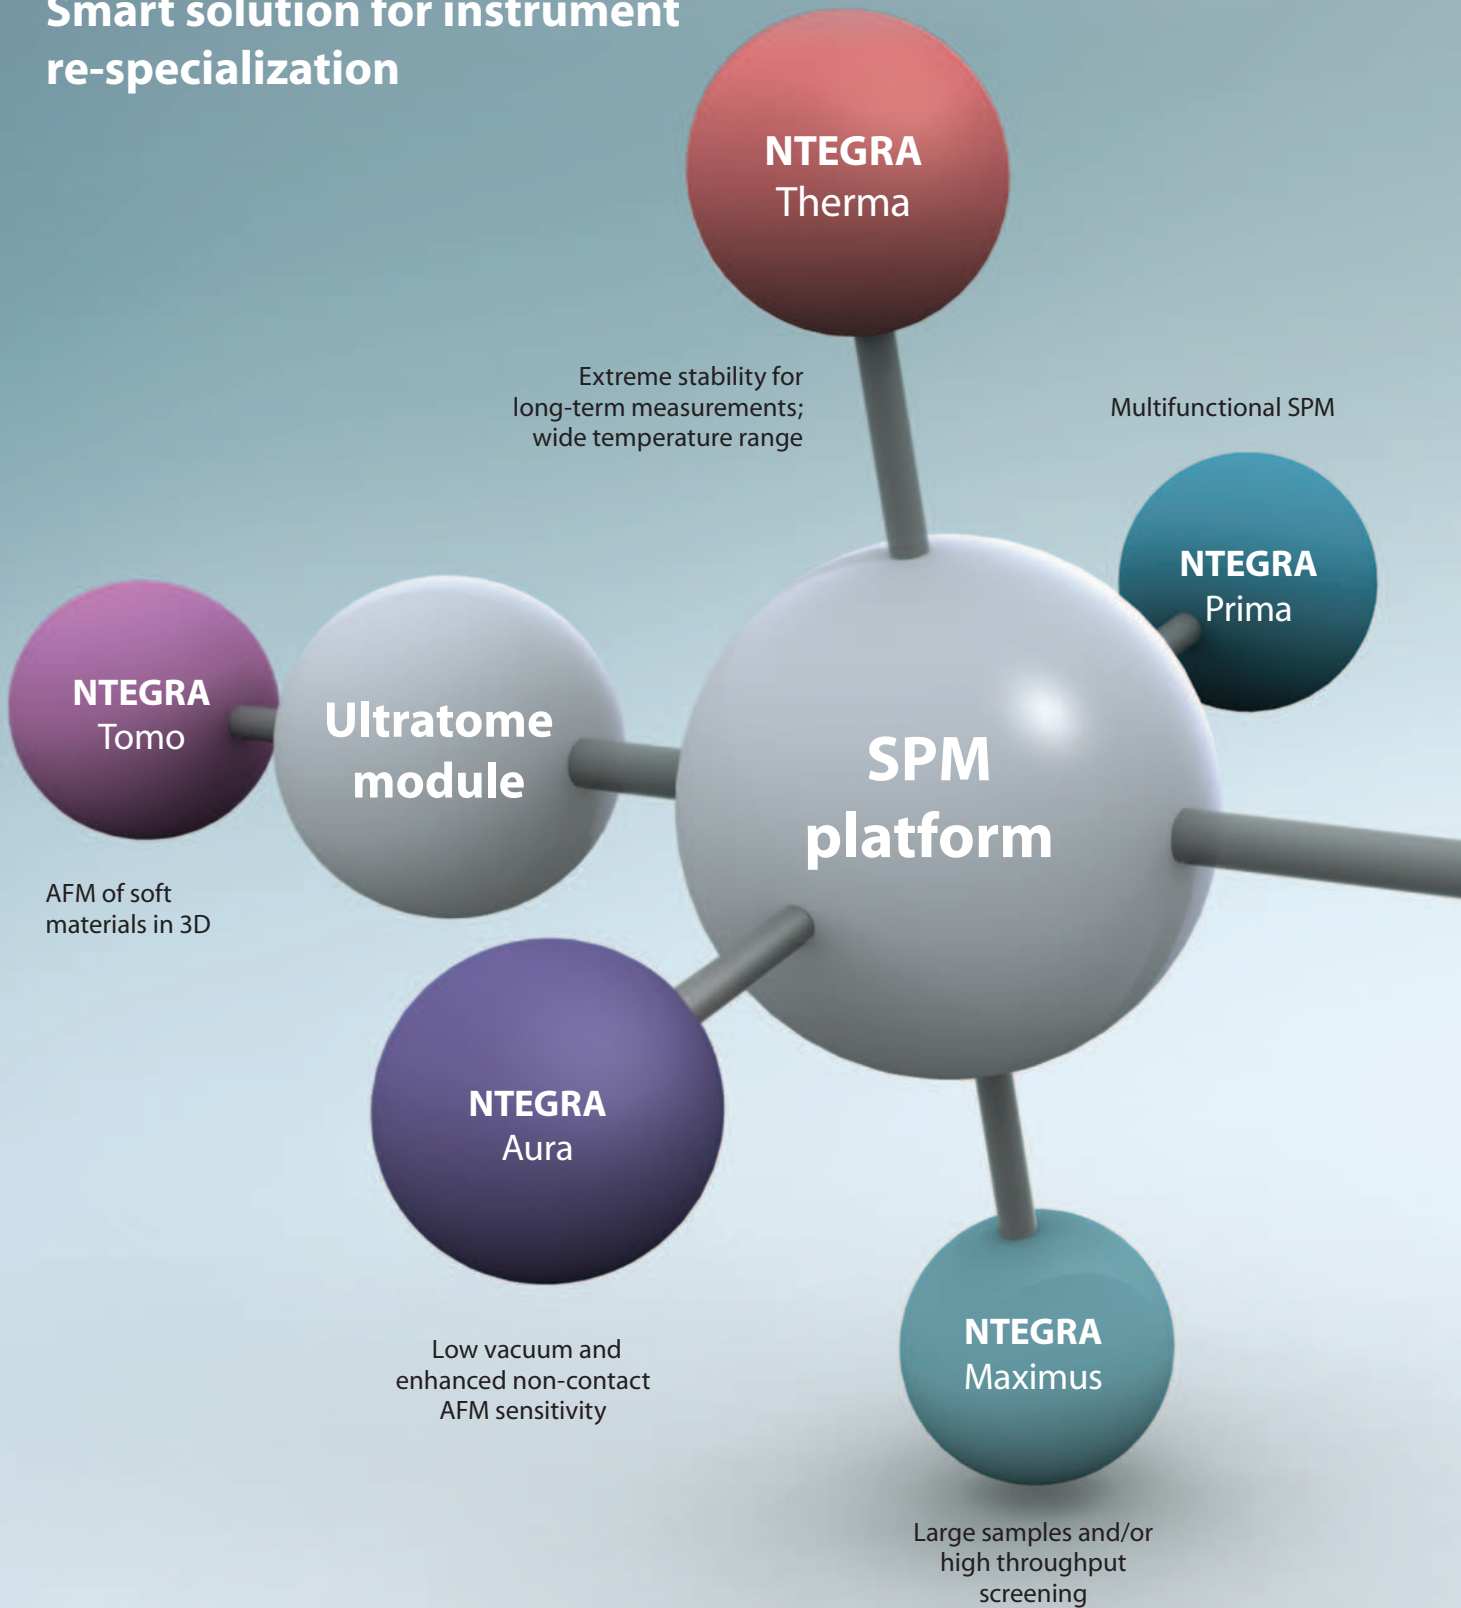 Smart solution for instrument
re-specialization
NTEGRA
Therma
Extreme stability for
long-term measurements;
wide temperature range
Multifunctional SPM
NTEGRA
Prima
NTEGRA
Tomo
Ultratome
module
SPM
platform
AFM of soft
materials in 3D
NTEGRA
Aura
Low vacuum and
enhanced non-contact
AFM sensitivity
NTEGRA
Maximus
Large samples and/or
high throughput
screening